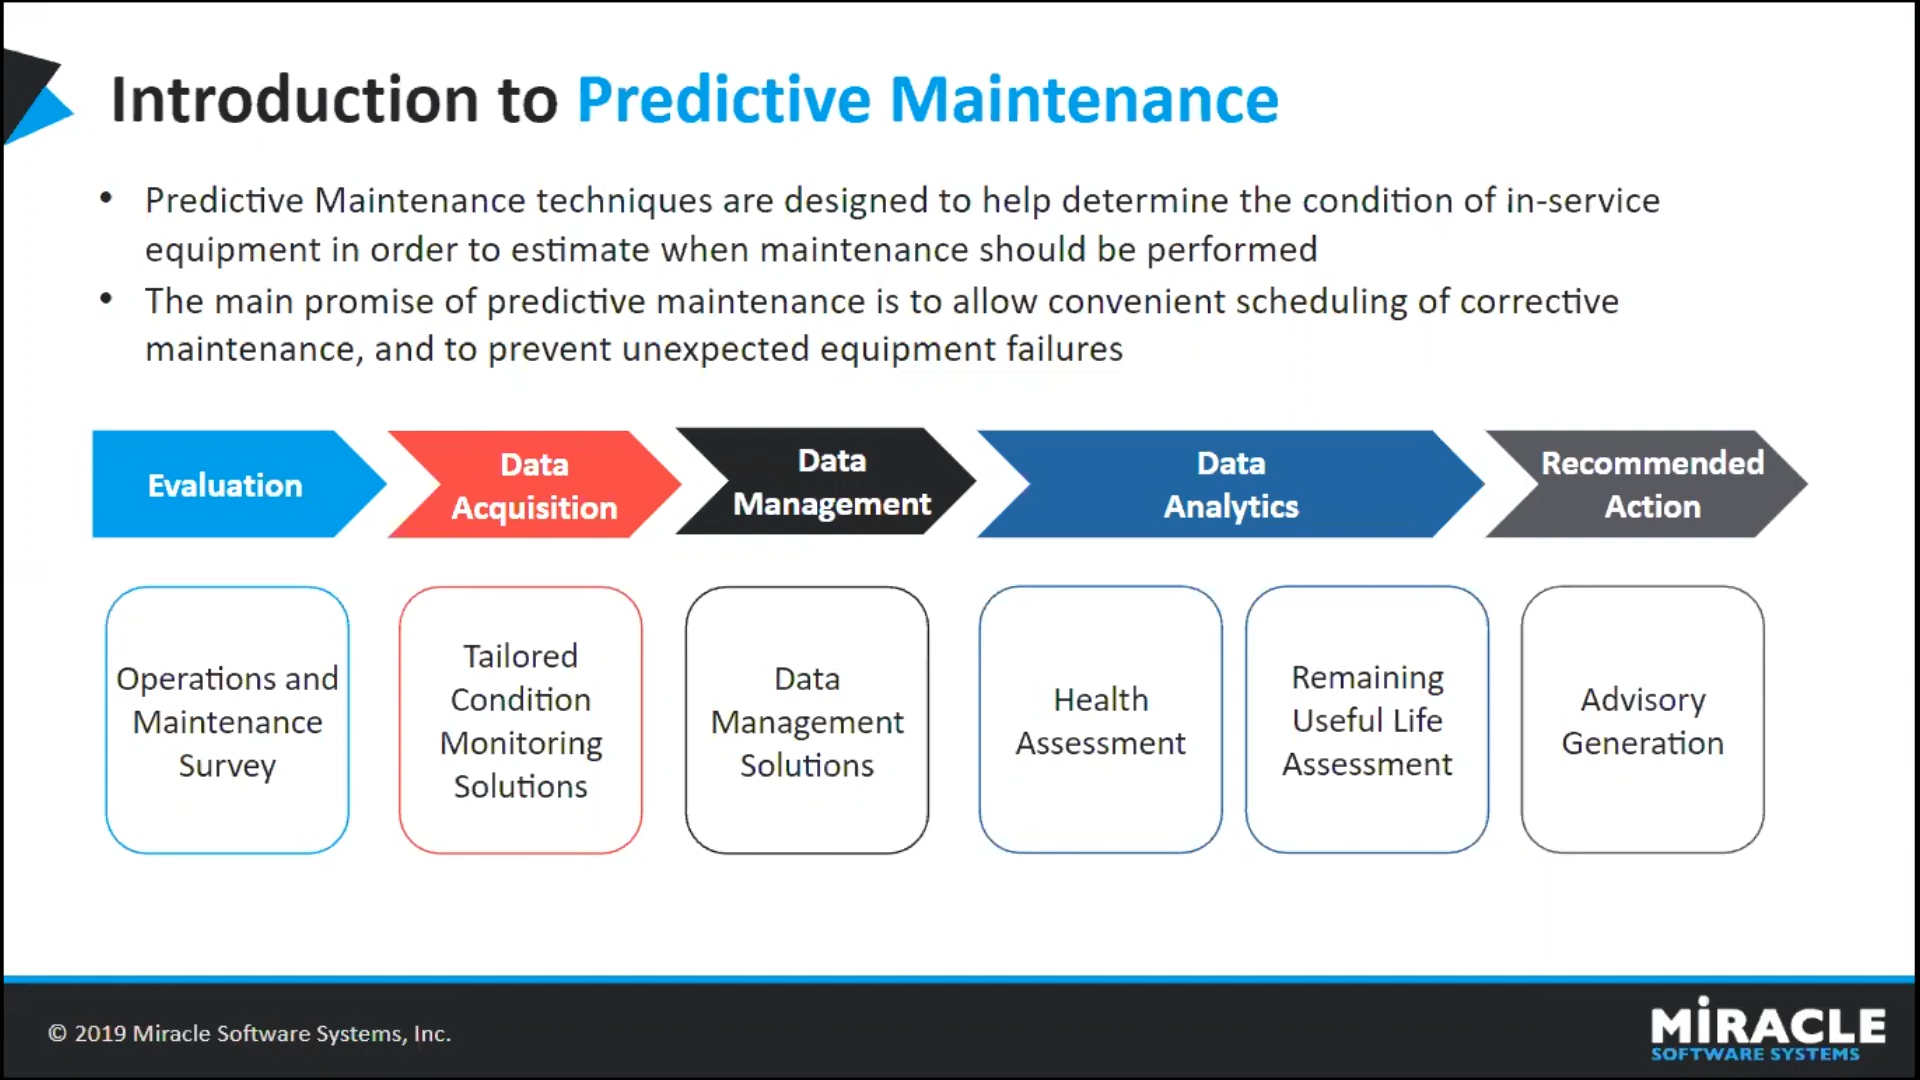 Introduction to Predictive Maintenance
• Predictive Maintenance techniques are designed to help determine the condition of in-service
equipment in order to estimate when maintenance should be performed
• The main promise of predictive maintenance is to allow convenient scheduling of corrective
maintenance, and to prevent unexpected equipment failures
Evaluation
Data
Acquisition
Data
Management
Data
Analytics
Recommended
Action
Operations and
Maintenance
Survey
Tailored
Condition
Monitoring
Solutions
Data
Management
Solutions
Health
Assessment
Remaining
Useful Life
Assessment
Advisory
Generation
© 2019 Miracle Software Systems, Inc.
MiRACLE
SOFTWARE SYSTEMS